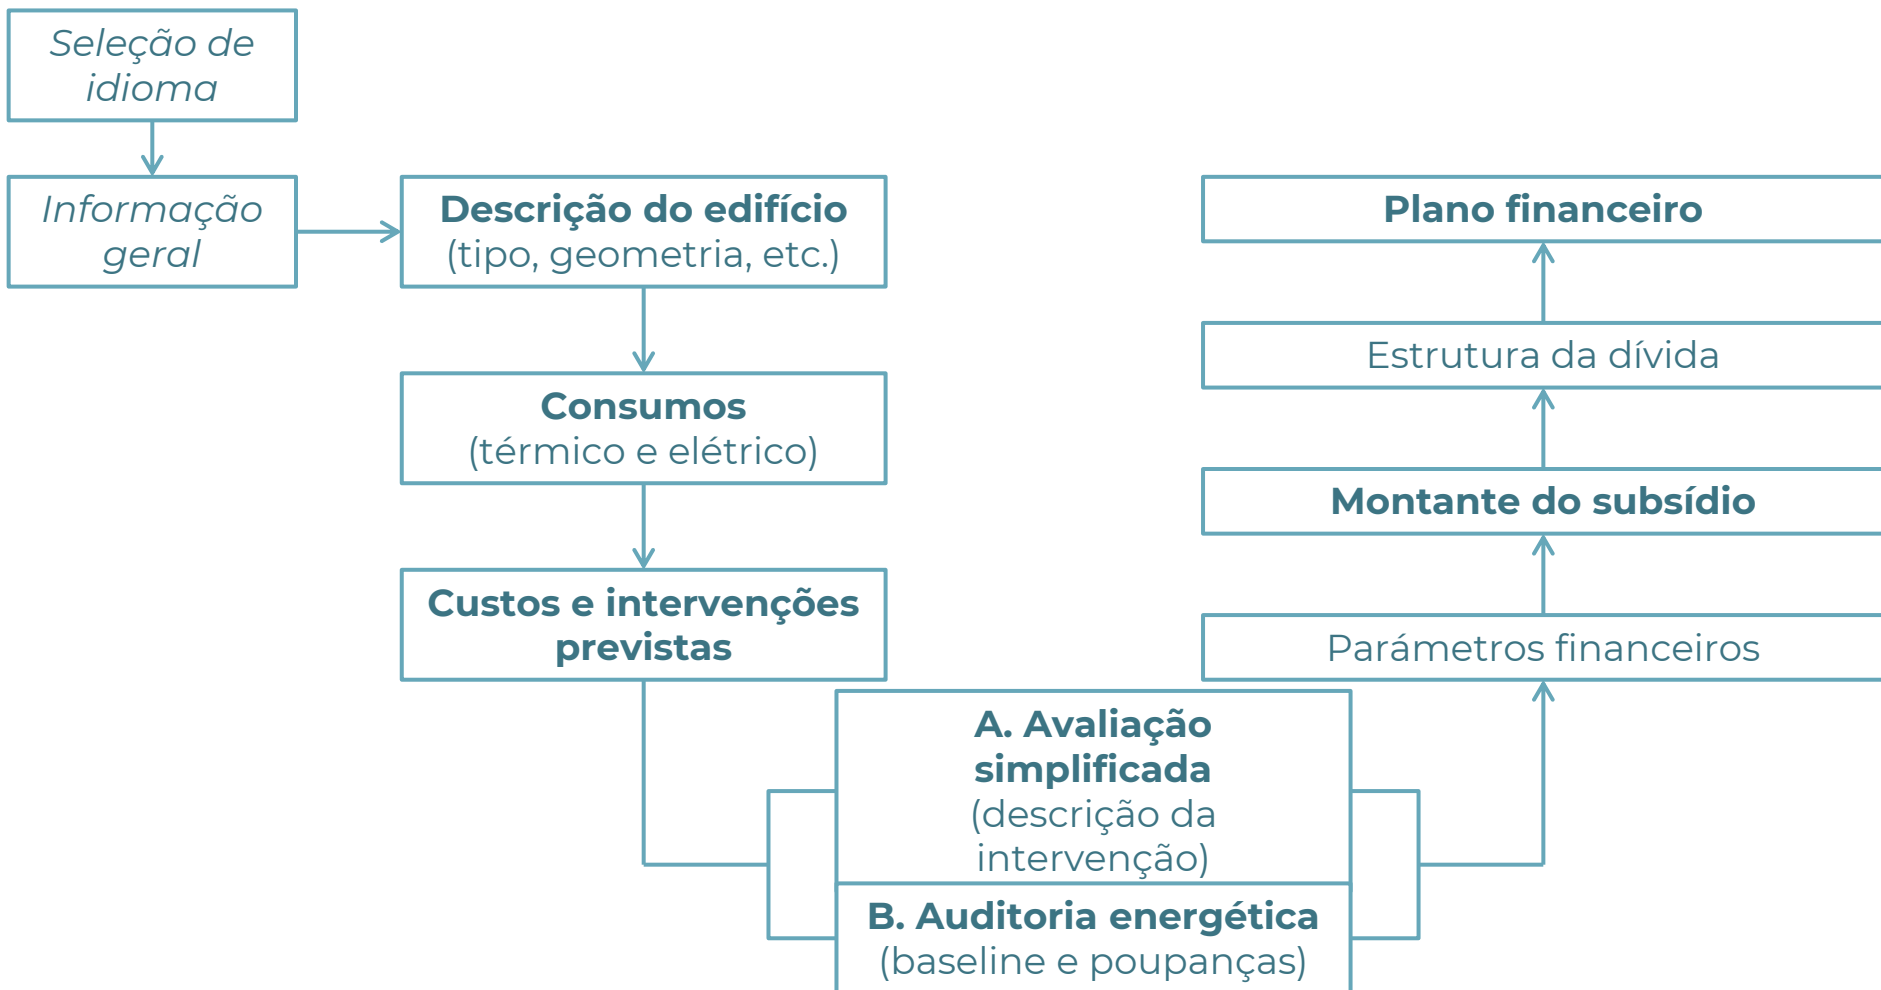 Seleção de
idioma
Informação
geral
Descrição do edifício
(tipo, geometria, etc.)
Consumos
(térmico e elétrico)
Custos e intervenções
previstas
A. Avaliação
simplificada
(descrição da
intervenção)
B. Auditoria energética
(baseline e poupanças)
Parámetros financeiros
Montante do subsídio
Estrutura da dívida
Plano financeiro